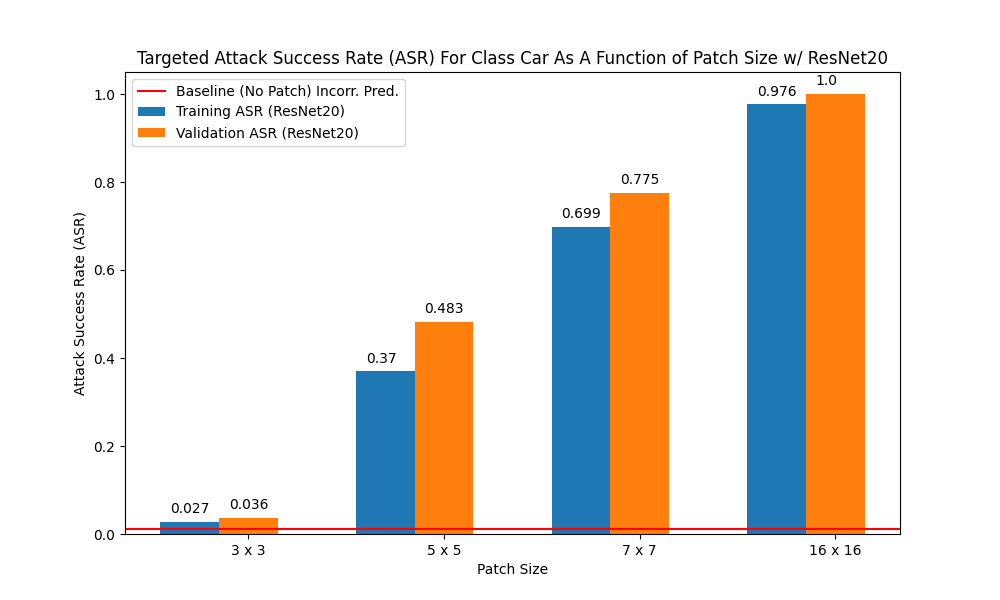 Targeted Attack Success Rate (ASR) For Class Car As A Function of Patch Size w/ ResNet20
Baseline (No Patch) Incorr. Pred.
Training ASR (ResNet20)
Validation ASR (ResNet20)
Attack Success Rate (ASR)
1.0
0.8
0.6
0.4
0.2
0.0
0.027
0.036
0.37
0.483
0.699
0.775
0.976
1.0
3 x 3
5 x 5
7 x 7
16 x 16
Patch Size